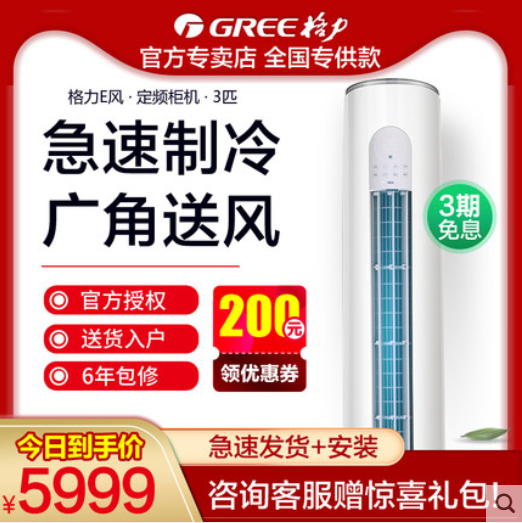 GREE 格力
官方专卖店 全国专供款
格力E风 · 定频柜机 · 3匹
急速制冷
广角送风
3期
免息
· 官方授权 ·
· 送货入户 ·
· 6年包修 ·
200元
领优惠券
今日到手价
¥5999
急速发货+安装
咨询客服赠惊喜礼包!